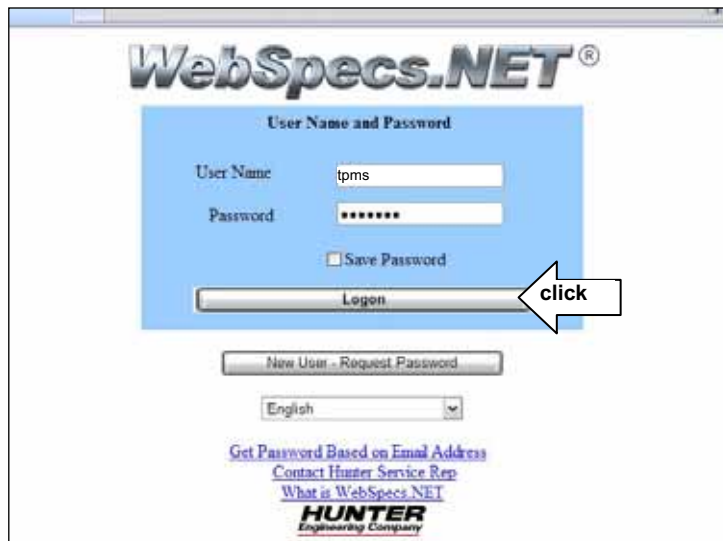 WebSpecs.NET®
User Name and Password
User Name tpms
Password •••••••
Save Password
Logon click
New User - Request Password
English
Get Password Based on Email Address
Contact Hunter Service Rep
What is WebSpecs.NET
HUNTER
Engineering Company